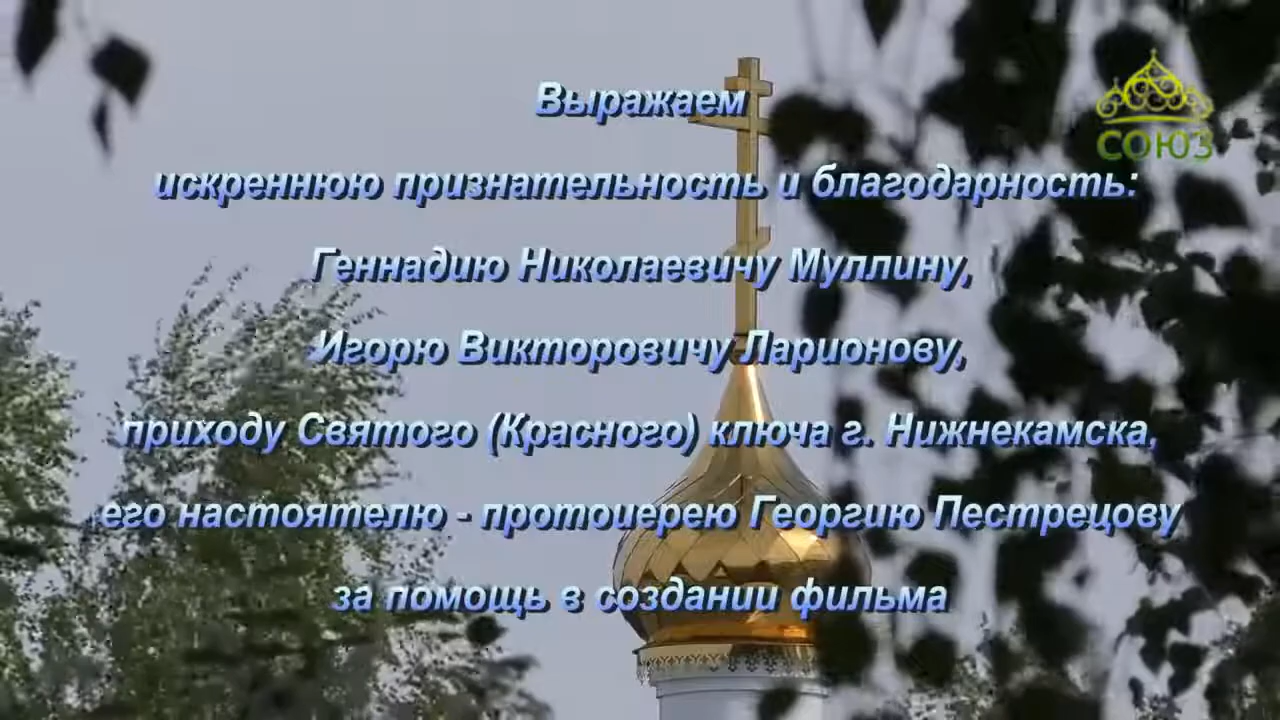 Выражаем
СОЮЗ
искреннюю признательность и благодарность:
Геннадию Николаевичу Муллину,
Игорю Викторовичу Ларионову,
приходу Святого (Красного) ключа г. Нижнекамска,
его настоятелю - протоиерею Георгию Пестрецову
за помощь в создании фильма